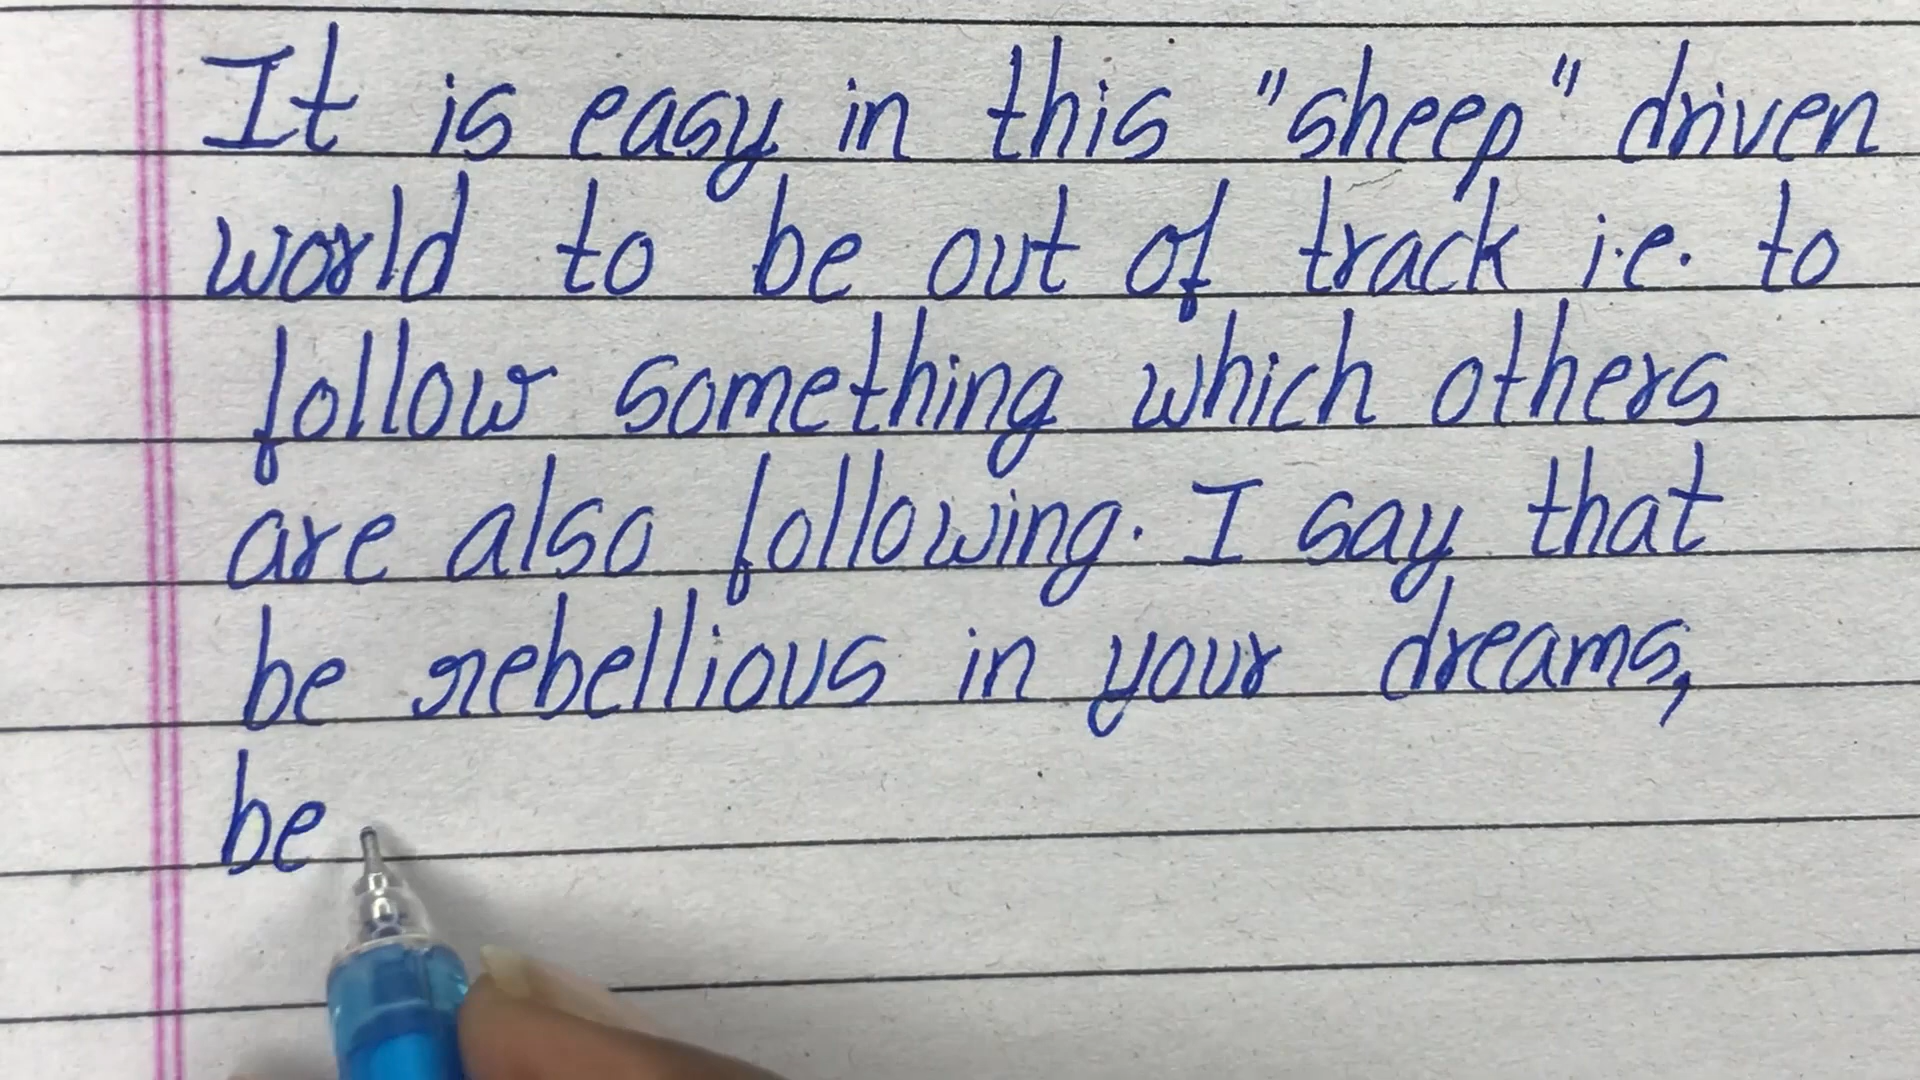 It is easy in this "sheep" driven
world to be out of track i.e. to
follow something which others
are also following. I say that
be rebellious in your dreams,
be